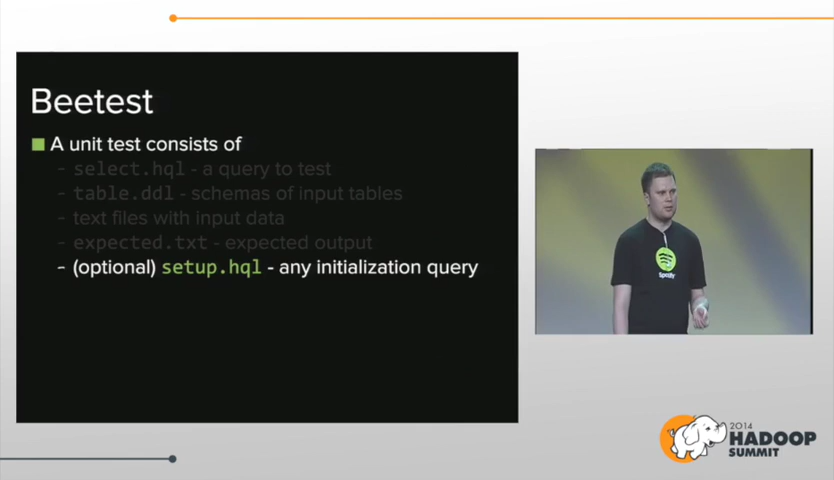 Beetest
A unit test consists of
- select.hql - a query to test
- table.ddl - schemas of input tables
- text files with input data
- expected.txt - expected output
- (optional) setup.hql - any initialization query
Spotify
2014
HADOOP
SUMMIT